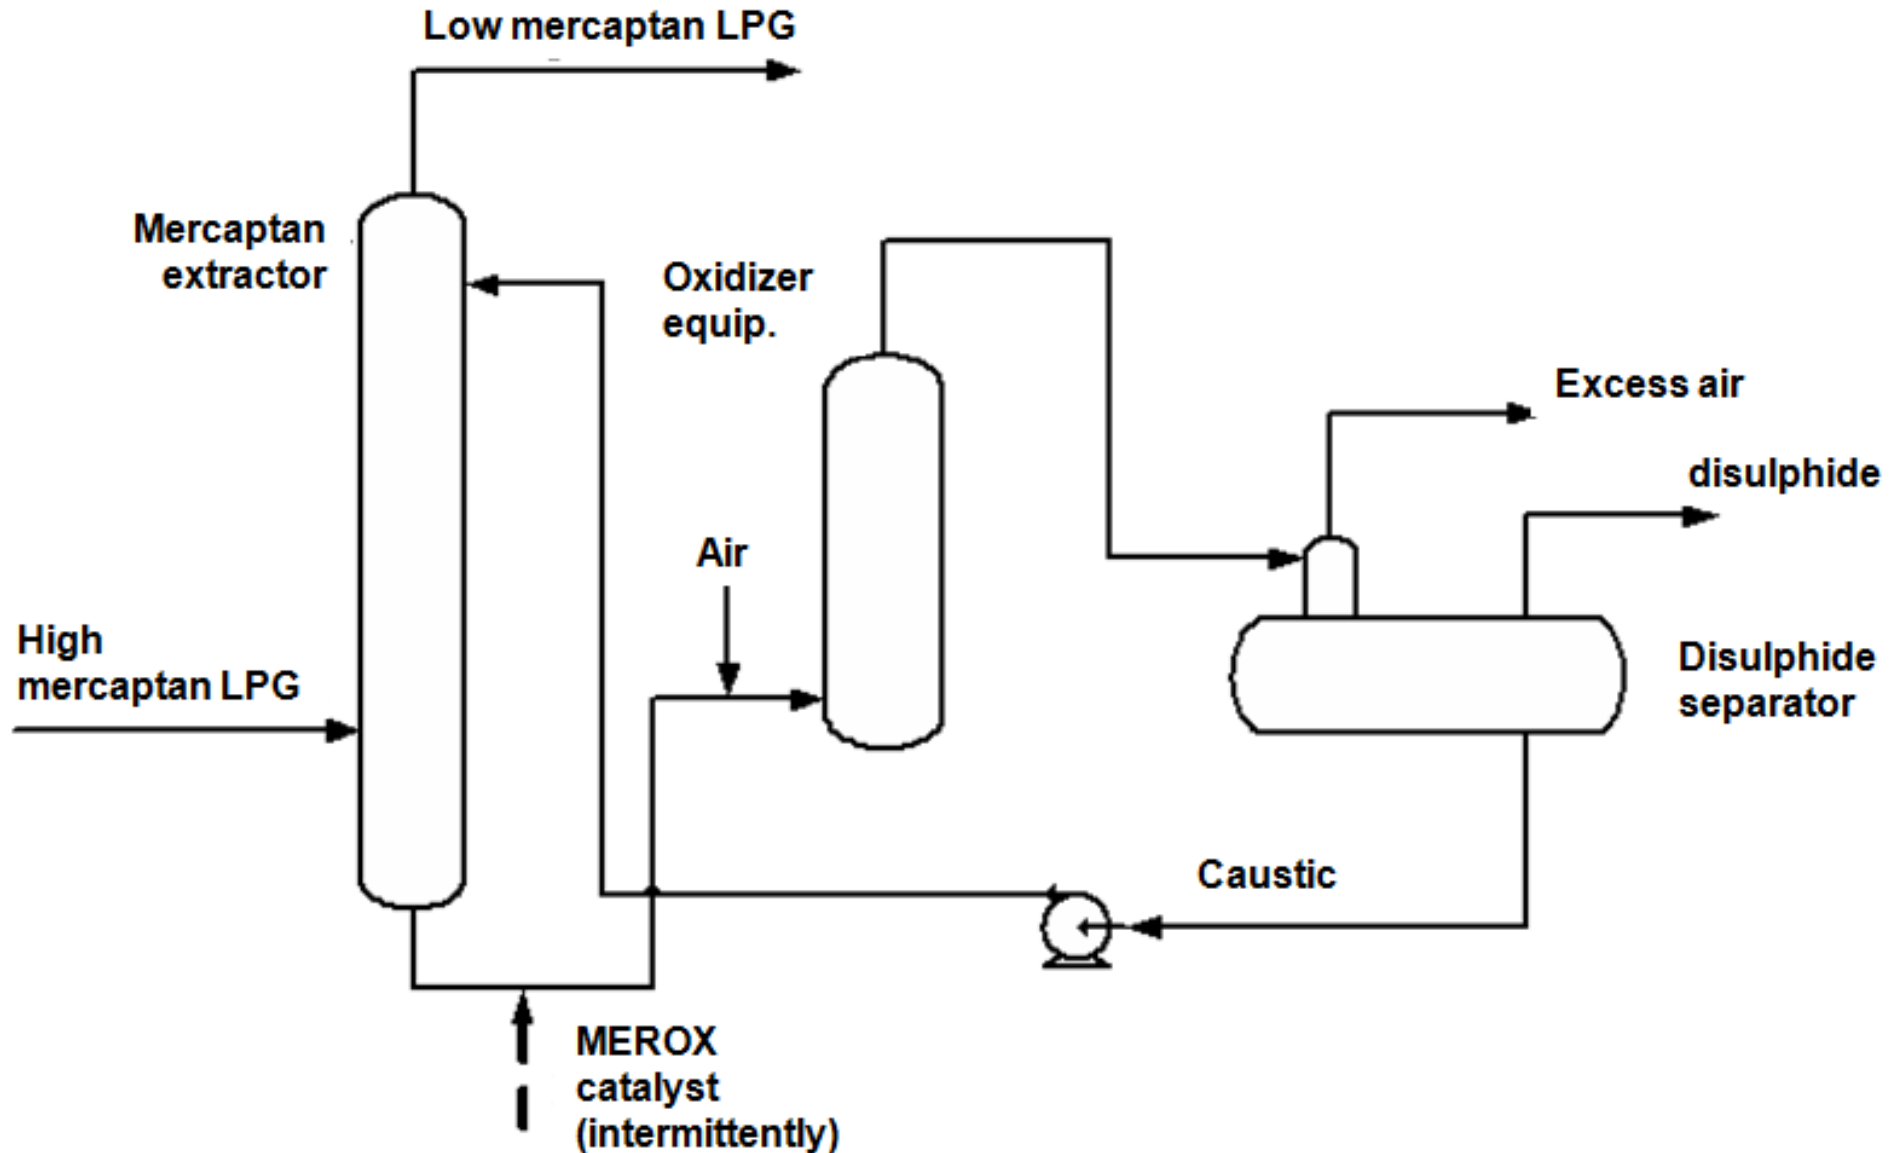 Low mercaptan LPG
Mercaptan
extractor
Oxidizer
equip.
Excess air
disulphide
Air
High
mercaptan LPG
Disulphide
separator
Caustic
MEROX
catalyst
(intermittently)